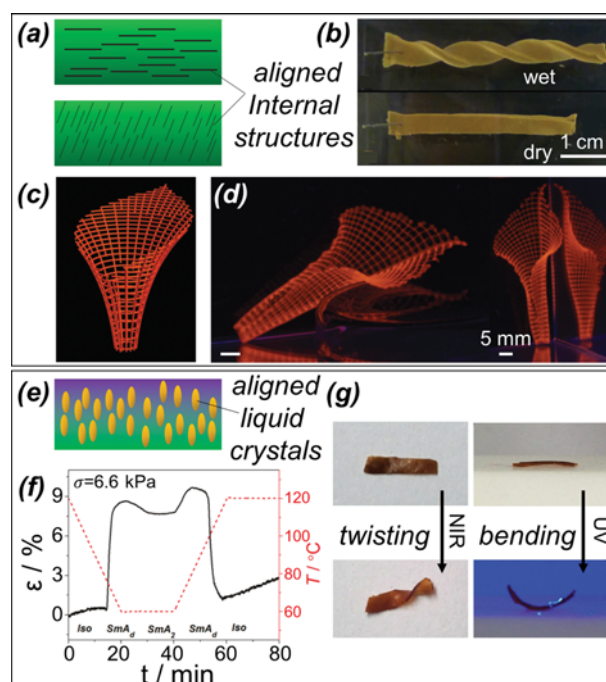 (a)
aligned
Internal
structures
(b)
wet
dry
1 cm
(c)
(d)
5 mm
(e)
aligned
liquid
crystals
(f)
σ=6.6 kPa
9
6
3
0
ε / %
120
100
80
60
T / °C
Iso
SmA_d
SmA_2
SmA_d
Iso
0
20
40
60
80
t / min
(g)
twisting
NIR
bending
UV